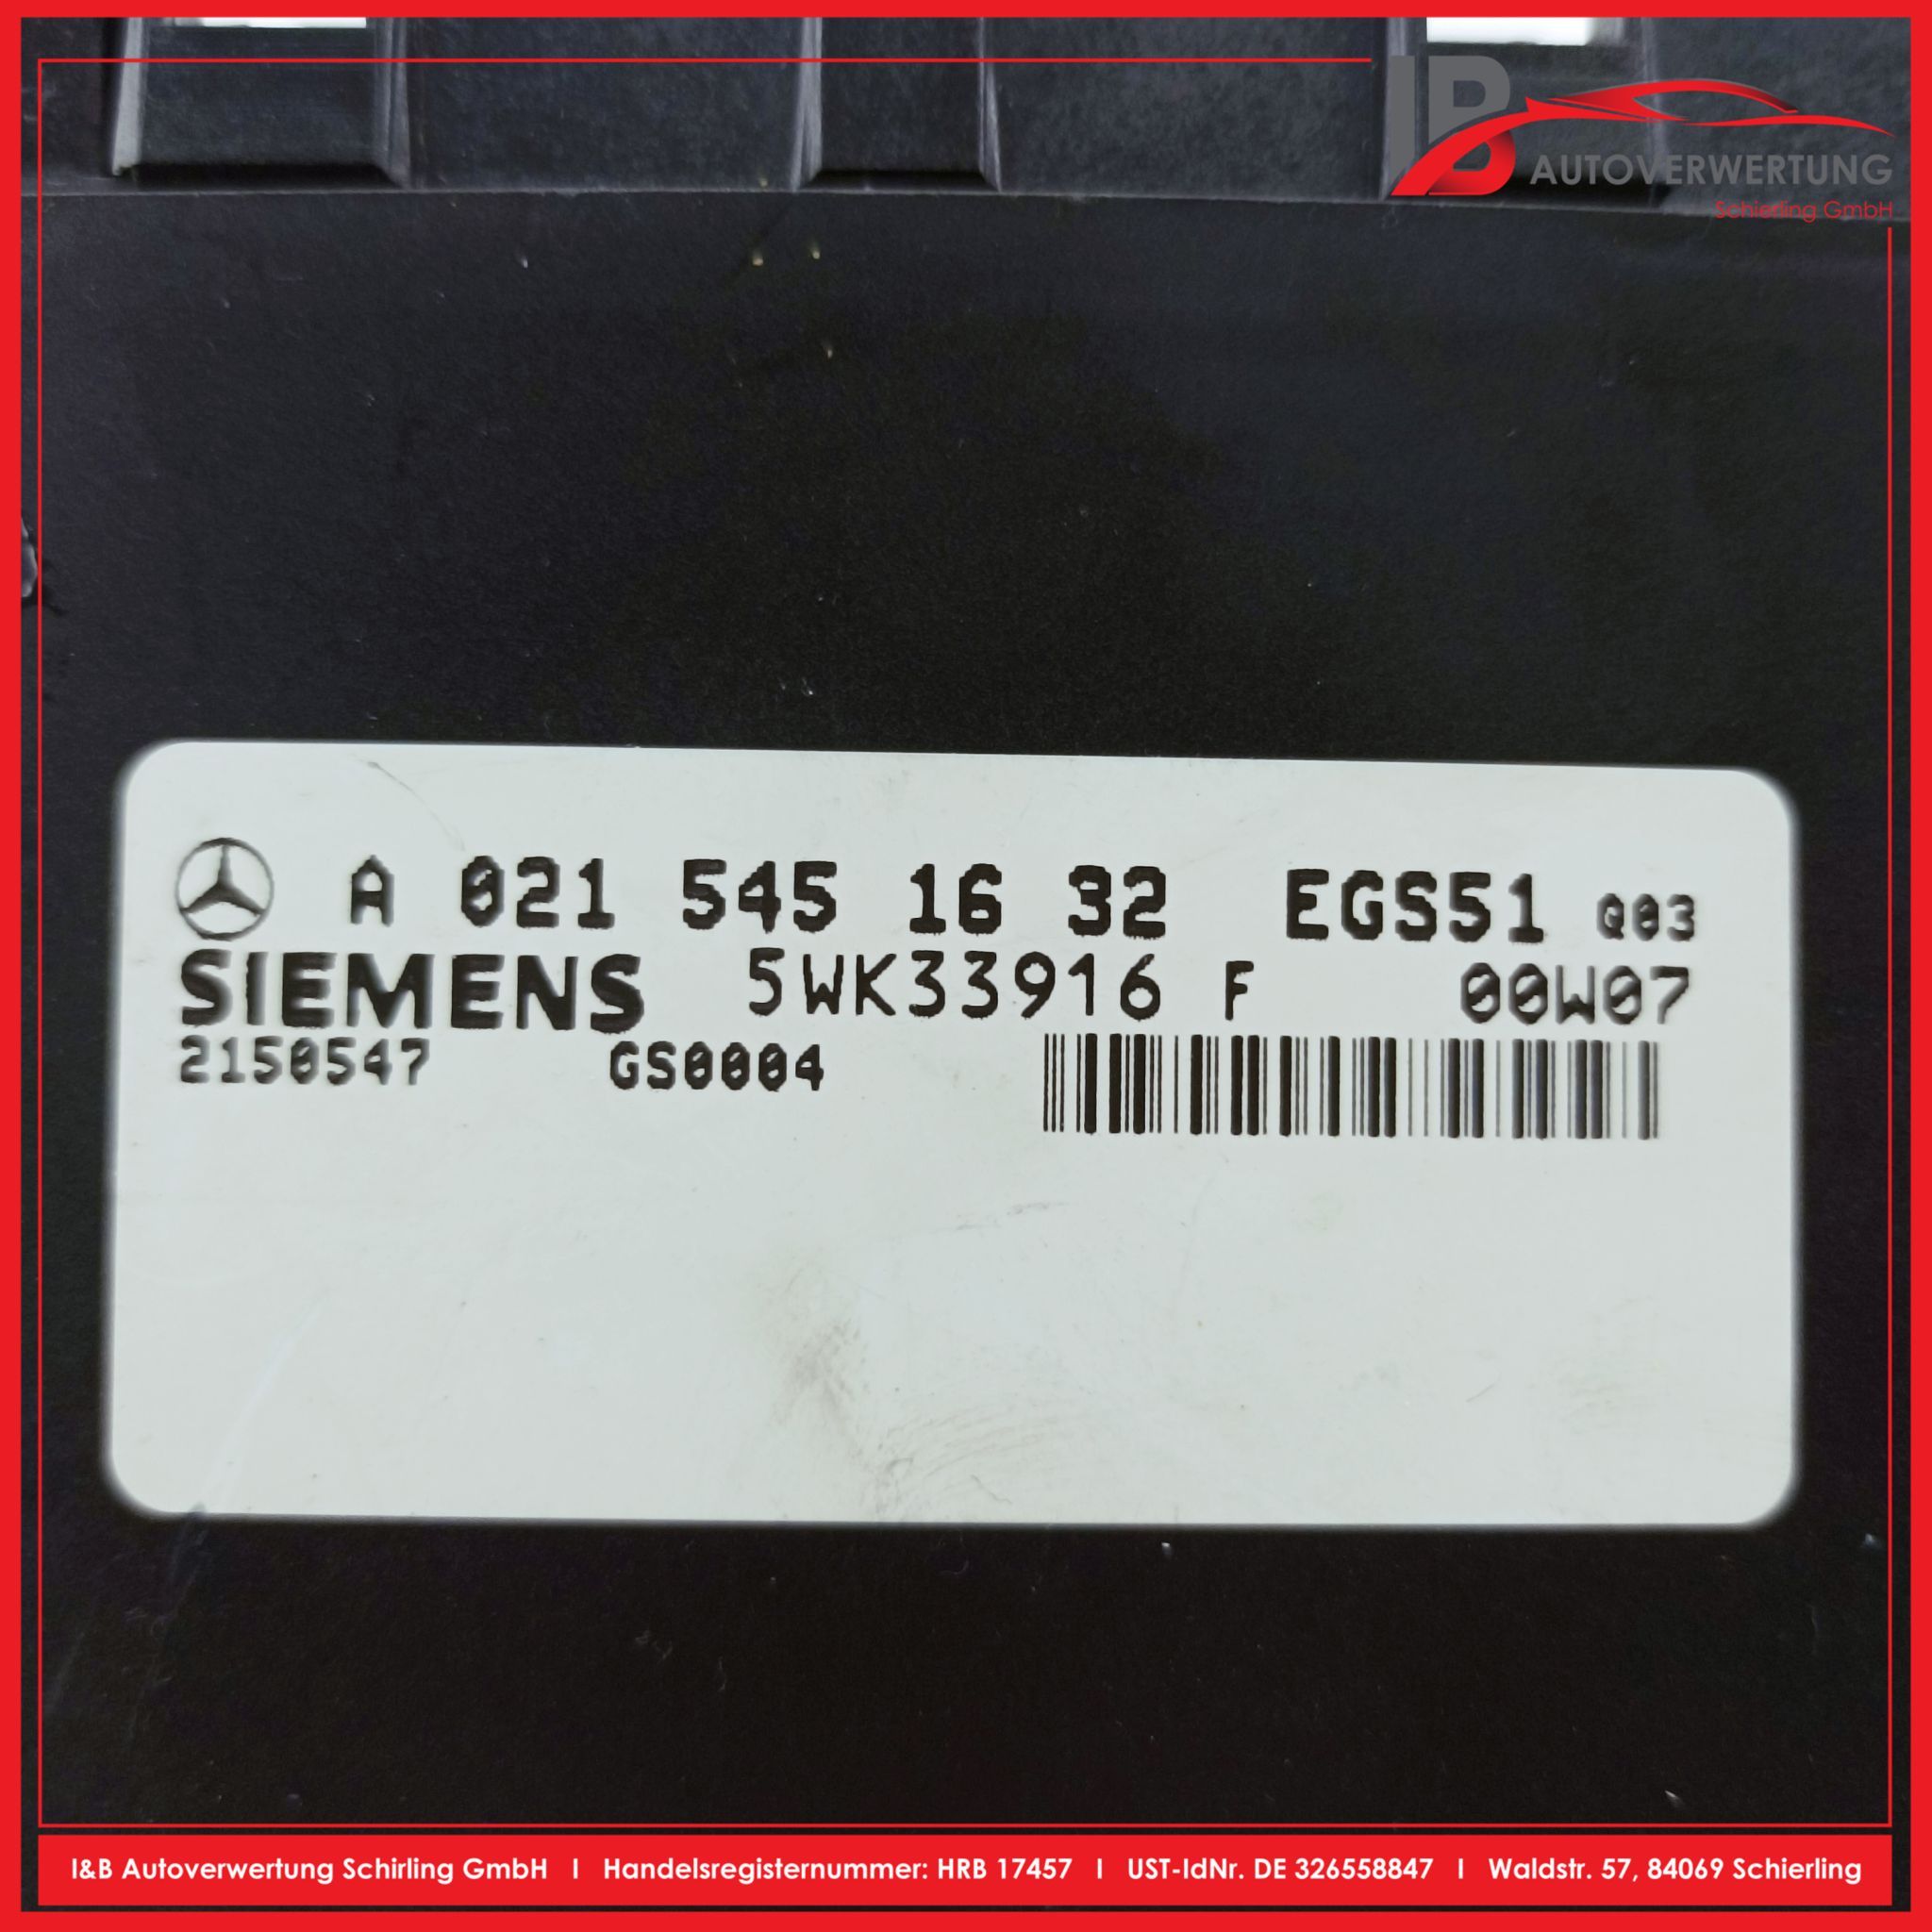 IB AUTOVERWERTUNG
Schierling GmbH
A 021 545 16 32 EGS51 Q03
SIEMENS 5WK33916 F 00W07
2150547 GS0004
I&B Autoverwertung Schirling GmbH I Handelsregisternummer: HRB 17457 I UST-IdNr. DE 326558847 I Waldstr. 57, 84069 Schierling